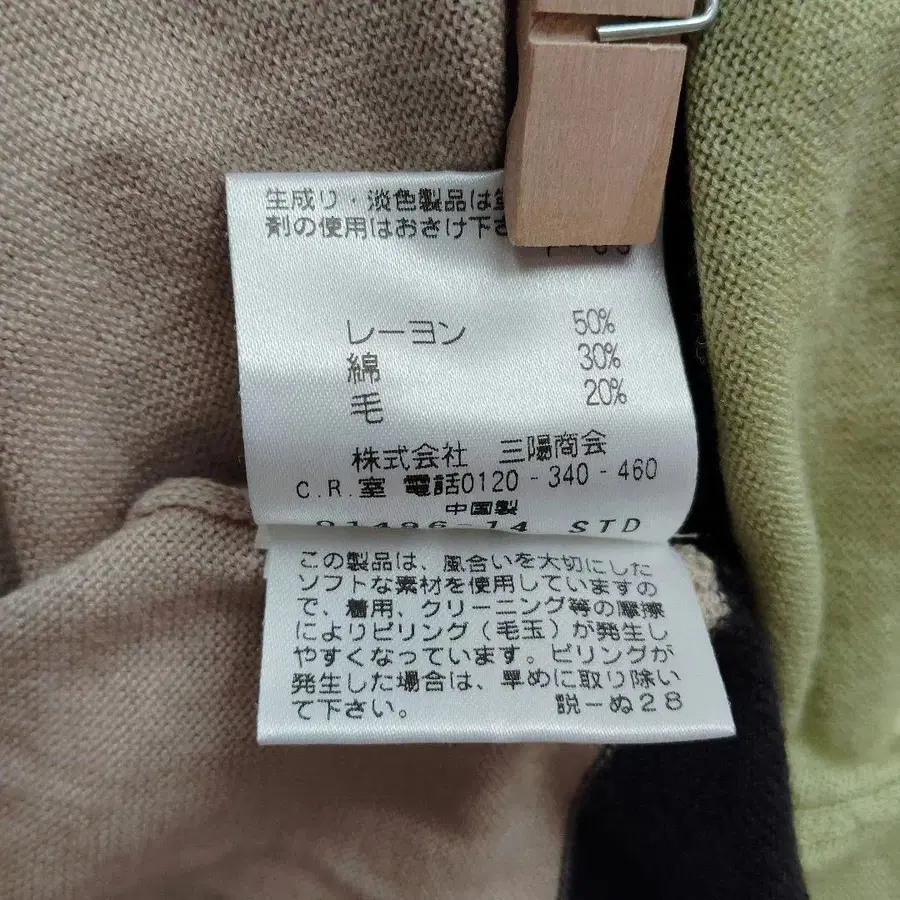 生成り・淡色製品は
剤の使用はおさけ下さ
レーヨン 50%
綿 30%
毛 20%
株式会社 三陽商会
C.R.室 電話0120-340-460
中国製
STD
この製品は、風合いを大切にした
ソフトな素材を使用していますの
で、着用、クリーニング等の摩擦
によりピリング(毛玉)が発生し
やすくなっています。ピリングが
発生した場合は、早めに取り除い
て下さい。 説ーぬ28